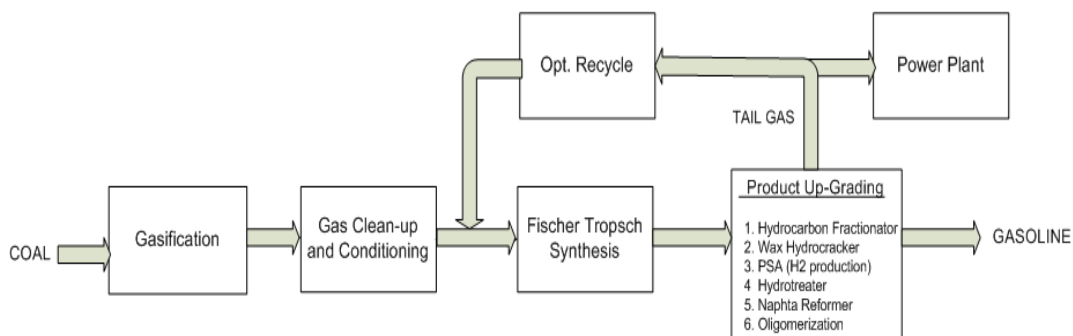 Opt. Recycle
Power Plant
TAIL GAS
COAL
Gasification
Gas Clean-up
and Conditioning
Fischer Tropsch
Synthesis
Product Up-Grading
1. Hydrocarbon Fractionator
2. Wax Hydrocracker
3. PSA (H2 production)
4 Hydrotreater
5. Naphta Reformer
6. Oligomerization
GASOLINE